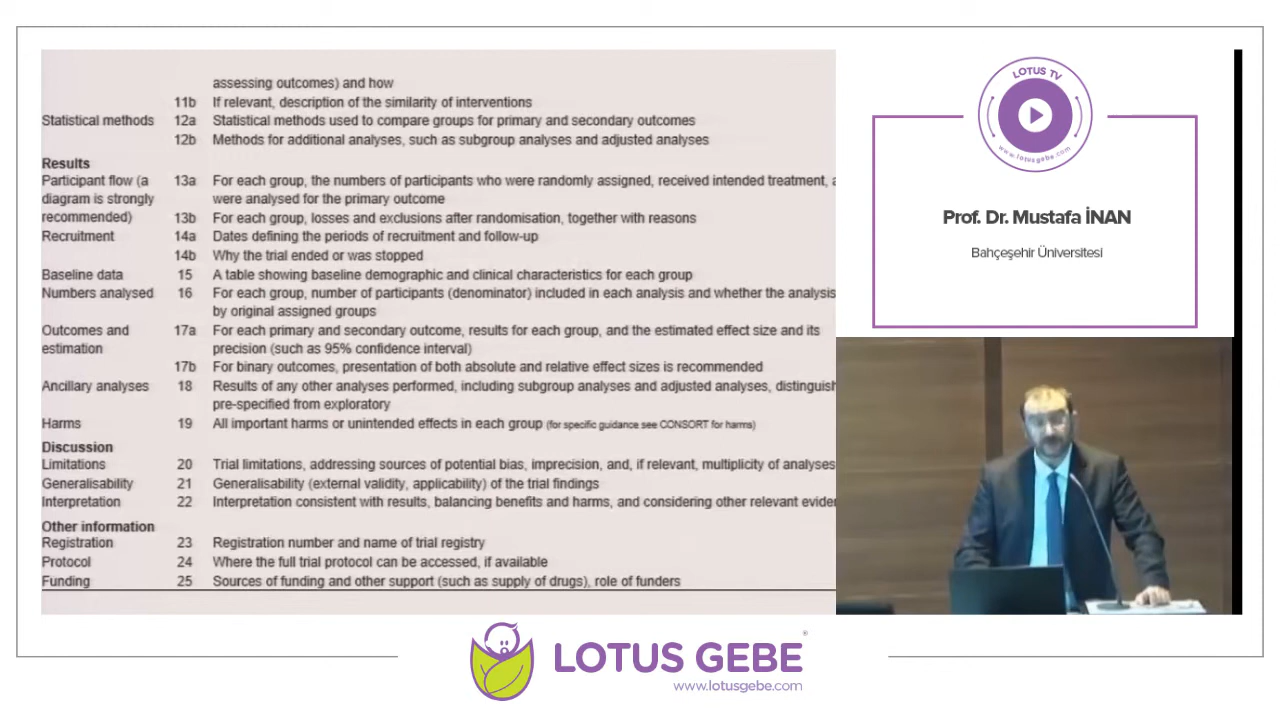 assessing outcomes) and how
11b If relevant, description of the similarity of interventions
Statistical methods 12a Statistical methods used to compare groups for primary and secondary outcomes
12b Methods for additional analyses, such as subgroup analyses and adjusted analyses
Results
Participant flow (a 13a For each group, the numbers of participants who were randomly assigned, received intended treatment, a
diagram is strongly were analysed for the primary outcome
recommended) 13b For each group, losses and exclusions after randomisation, together with reasons
Recruitment 14a Dates defining the periods of recruitment and follow-up
14b Why the trial ended or was stopped
Baseline data 15 A table showing baseline demographic and clinical characteristics for each group
Numbers analysed 16 For each group, number of participants (denominator) included in each analysis and whether the analysis
by original assigned groups
Outcomes and 17a For each primary and secondary outcome, results for each group, and the estimated effect size and its
estimation precision (such as 95% confidence interval)
17b For binary outcomes, presentation of both absolute and relative effect sizes is recommended
Ancillary analyses 18 Results of any other analyses performed, including subgroup analyses and adjusted analyses, distinguish
pre-specified from exploratory
Harms 19 All important harms or unintended effects in each group (for specific guidance see CONSORT for harms)
Discussion
Limitations 20 Trial limitations, addressing sources of potential bias, imprecision, and, if relevant, multiplicity of analyses
Generalisability 21 Generalisability (external validity, applicability) of the trial findings
Interpretation 22 Interpretation consistent with results, balancing benefits and harms, and considering other relevant eviden
Other information
Registration 23 Registration number and name of trial registry
Protocol 24 Where the full trial protocol can be accessed, if available
Funding 25 Sources of funding and other support (such as supply of drugs), role of funders
LOTUS TV
www.lotusgebe.com
Prof. Dr. Mustafa İNAN
Bahçeşehir Üniversitesi
LOTUS GEBE®
www.lotusgebe.com